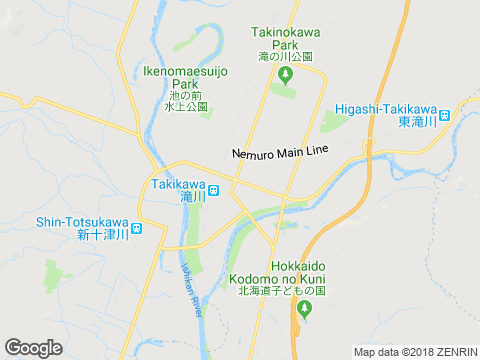 Takinokawa
Park
滝の川公園
Ikenomaesuijo
Park
池の前
水上公園
Higashi-Takikawa
東滝川
Nemuro Main Line
Takikawa
滝川
Shin-Totsukawa
新十津川
Ishikari River
Hokkaido
Kodomo no Kuni
北海道子どもの国
Google
Map data ©2018 ZENRIN